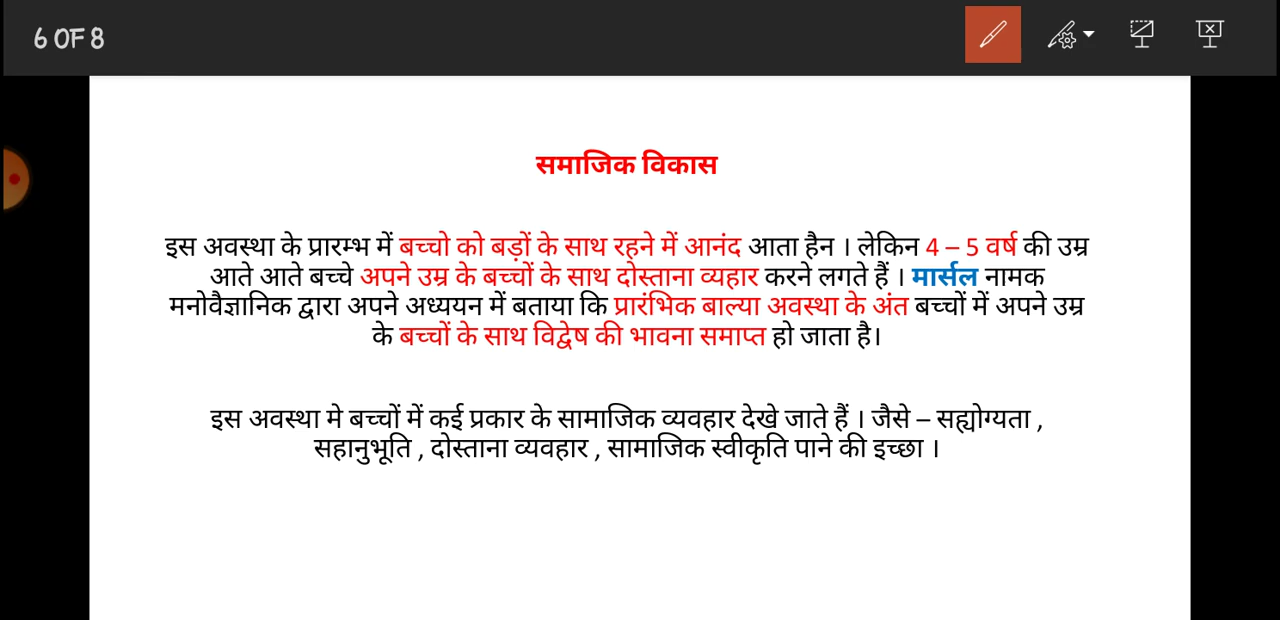 6 OF 8
समाजिक विकास
इस अवस्था के प्रारम्भ में बच्चो को बड़ों के साथ रहने में आनंद आता हैन । लेकिन 4 – 5 वर्ष की उम्र
आते आते बच्चे अपने उम्र के बच्चों के साथ दोस्ताना व्यहार करने लगते हैं । मार्सल नामक
मनोवैज्ञानिक द्वारा अपने अध्ययन में बताया कि प्रारंभिक बाल्या अवस्था के अंत बच्चों में अपने उम्र
के बच्चों के साथ विद्वेष की भावना समाप्त हो जाता है।
इस अवस्था मे बच्चों में कई प्रकार के सामाजिक व्यवहार देखे जाते हैं । जैसे – सह्योग्यता ,
सहानुभूति , दोस्ताना व्यवहार , सामाजिक स्वीकृति पाने की इच्छा ।